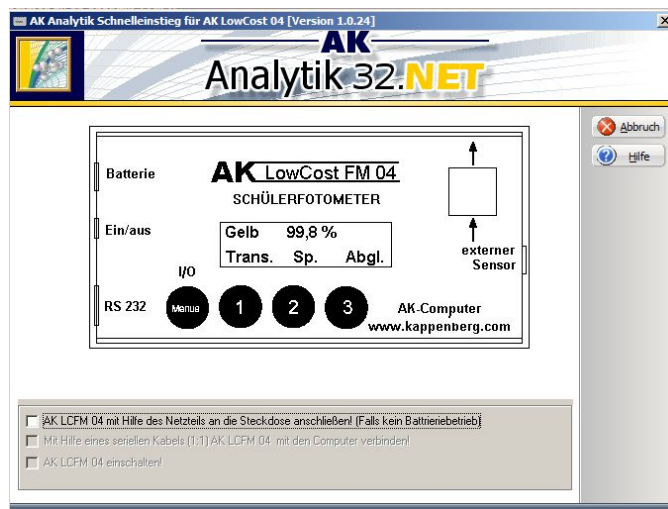 AK Analytik Schnelleinstieg für AK LowCost 04 [Version 1.0.24]
AK
Analytik 32.NET
Abbruch
Hilfe
Batterie
AK LowCost FM 04
SCHÜLERFOTOMETER
Ein/aus
Gelb 99,8 %
Trans. Sp. Abgl.
externer
Sensor
I/O
RS 232
Menue
1
2
3
AK-Computer
www.kappenberg.com
AK LCFM 04 mit Hilfe des Netzteils an die Steckdose anschließen! (Falls kein Battrieriebetrieb)
Mit Hilfe eines seriellen Kabels (1:1) AK LCFM 04 mit den Computer verbinden!
AK LCFM 04 einschalten!